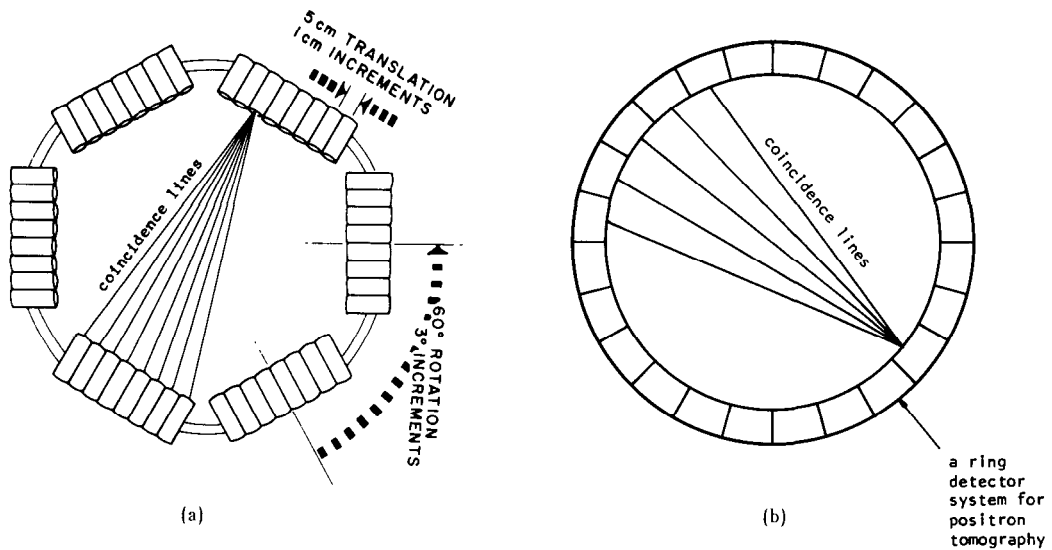 5cm TRANSLATION
1cm INCREMENTS
coincidence lines
60° ROTATION
3° INCREMENTS
(a)
coincidence lines
a ring
detector
system for
positron
tomography
(b)